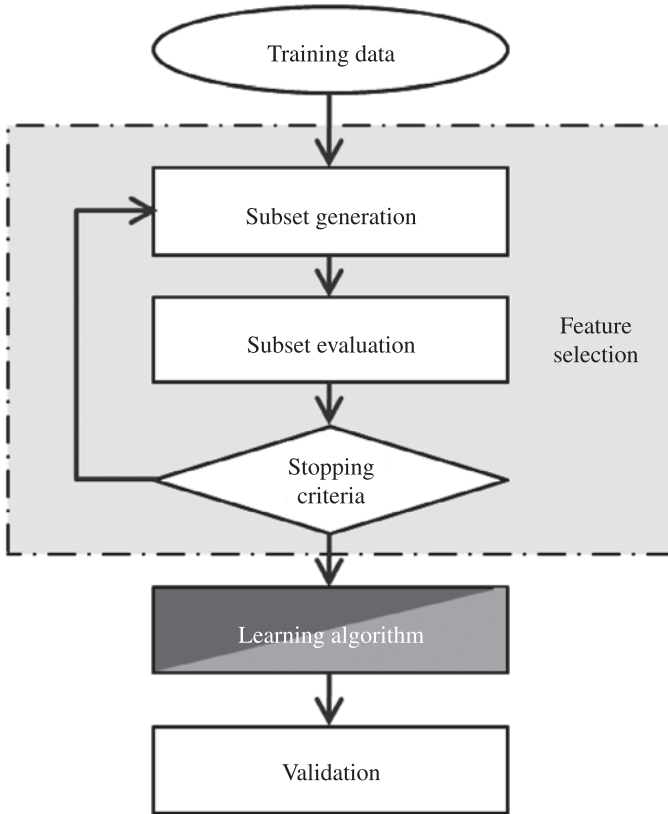 Training data
Subset generation
Subset evaluation
Feature
selection
Stopping
criteria
Learning algorithm
Validation